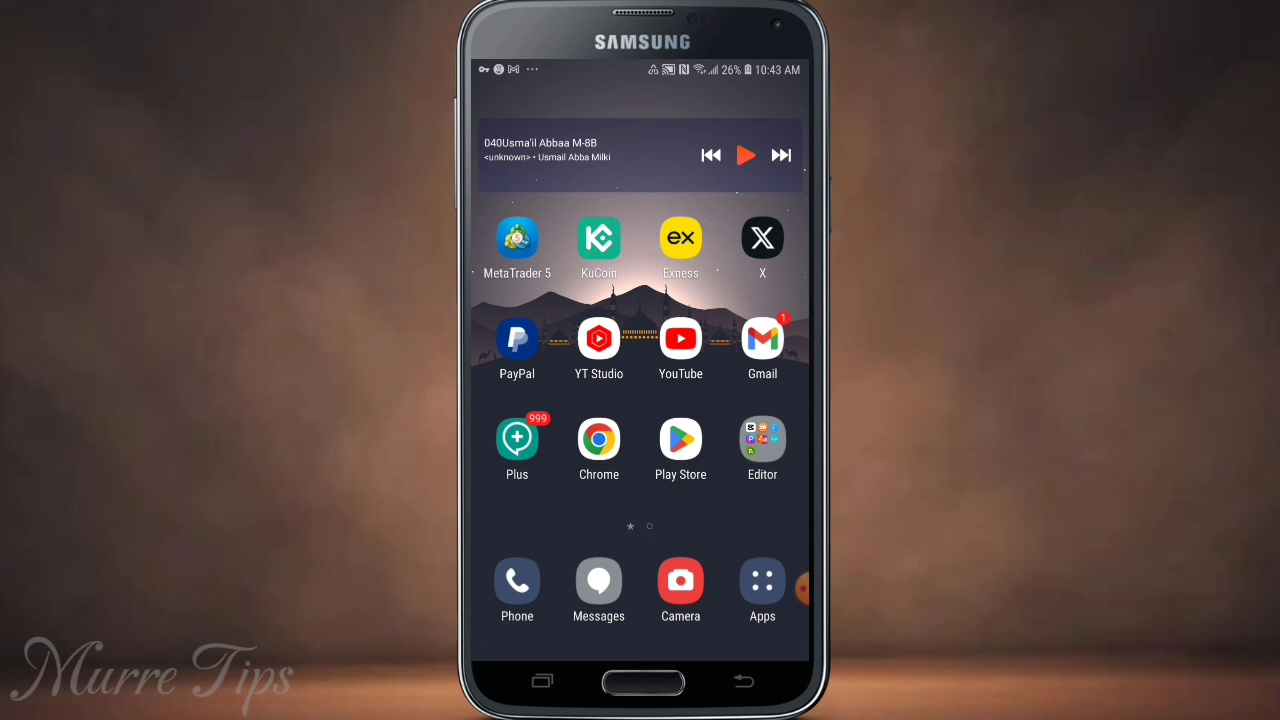 SAMSUNG
26% 10:43 AM
040Usma'il Abbaa M-8B
<unknown> • Usmail Abba Milki
MetaTrader 5
KuCoin
ex
Exness
X
PayPal
YT Studio
YouTube
1
Gmail
999
Plus
Chrome
Play Store
Editor
Phone
Messages
Camera
Apps
Murre Tips